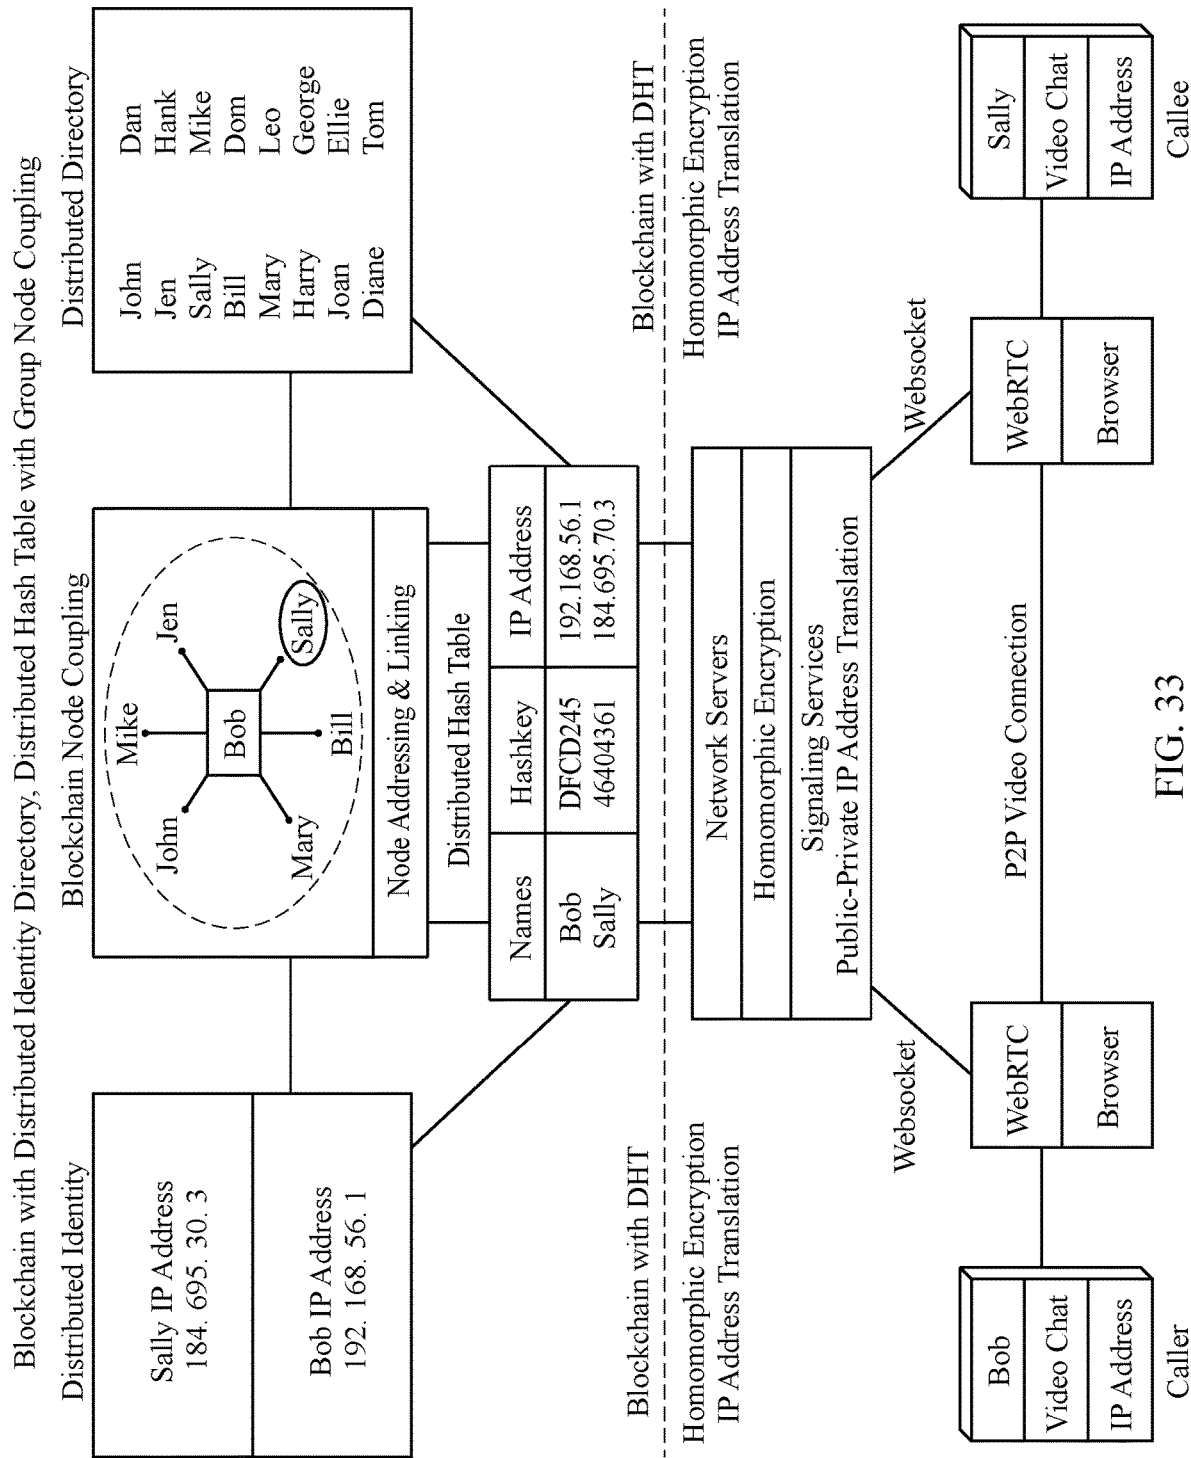 Blockchain with Distributed Identity Directory, Distributed Hash Table with Group Node Coupling
Distributed Identity
Sally IP Address
184. 695. 30. 3
Bob IP Address
192. 168. 56. 1
Blockchain Node Coupling
John
Mike
Jen
Bob
Mary
Bill
Sally
Node Addressing & Linking
Distributed Directory
John Dan
Jen Hank
Sally Mike
Bill Dom
Mary Leo
Harry George
Joan Ellie
Diane Tom
Distributed Hash Table
Names Hashkey IP Address
Bob DFCD245 192.168.56.1
Sally 46404361 184.695.70.3
Blockchain with DHT
Blockchain with DHT
Homomorphic Encryption
IP Address Translation
Homomorphic Encryption
IP Address Translation
Network Servers
Homomorphic Encryption
Signaling Services
Public-Private IP Address Translation
Websocket
Websocket
Bob
Video Chat
IP Address
Caller
WebRTC
Browser
P2P Video Connection
WebRTC
Browser
Sally
Video Chat
IP Address
Callee
FIG. 33